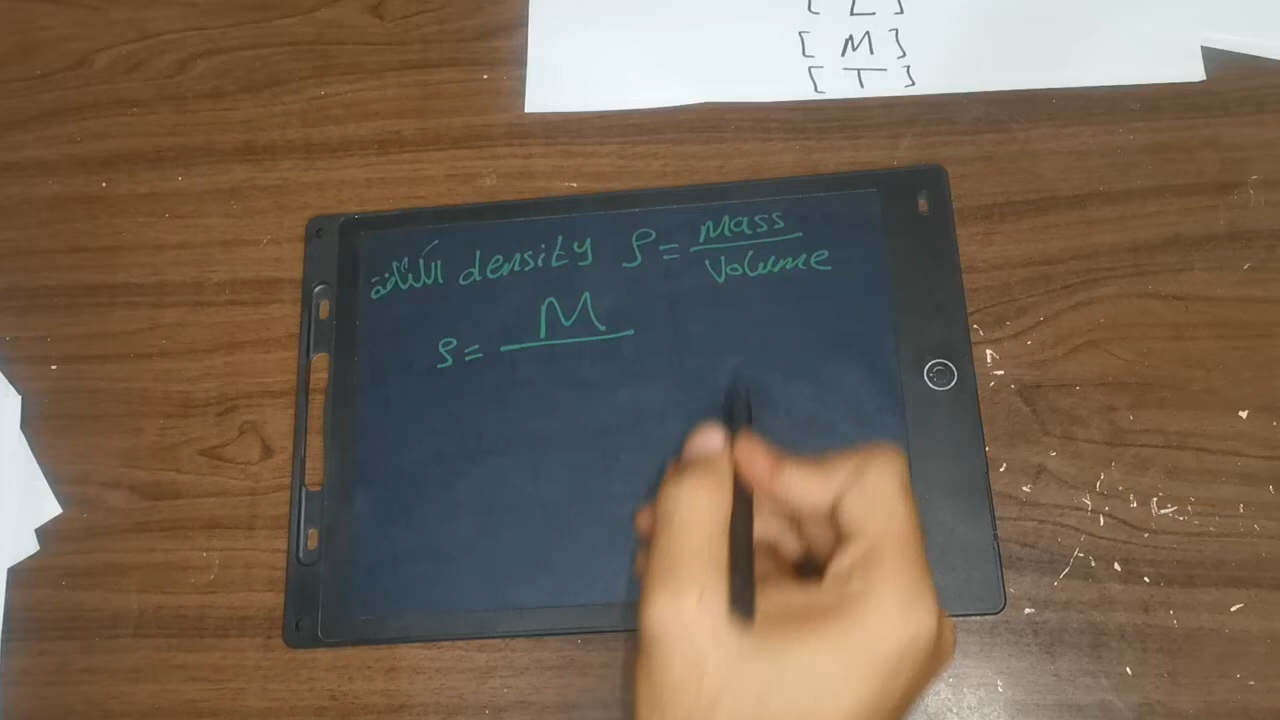 [ L ]
[ M ]
[ T ]
الكثافة density ρ = Mass / Volume
ρ = M